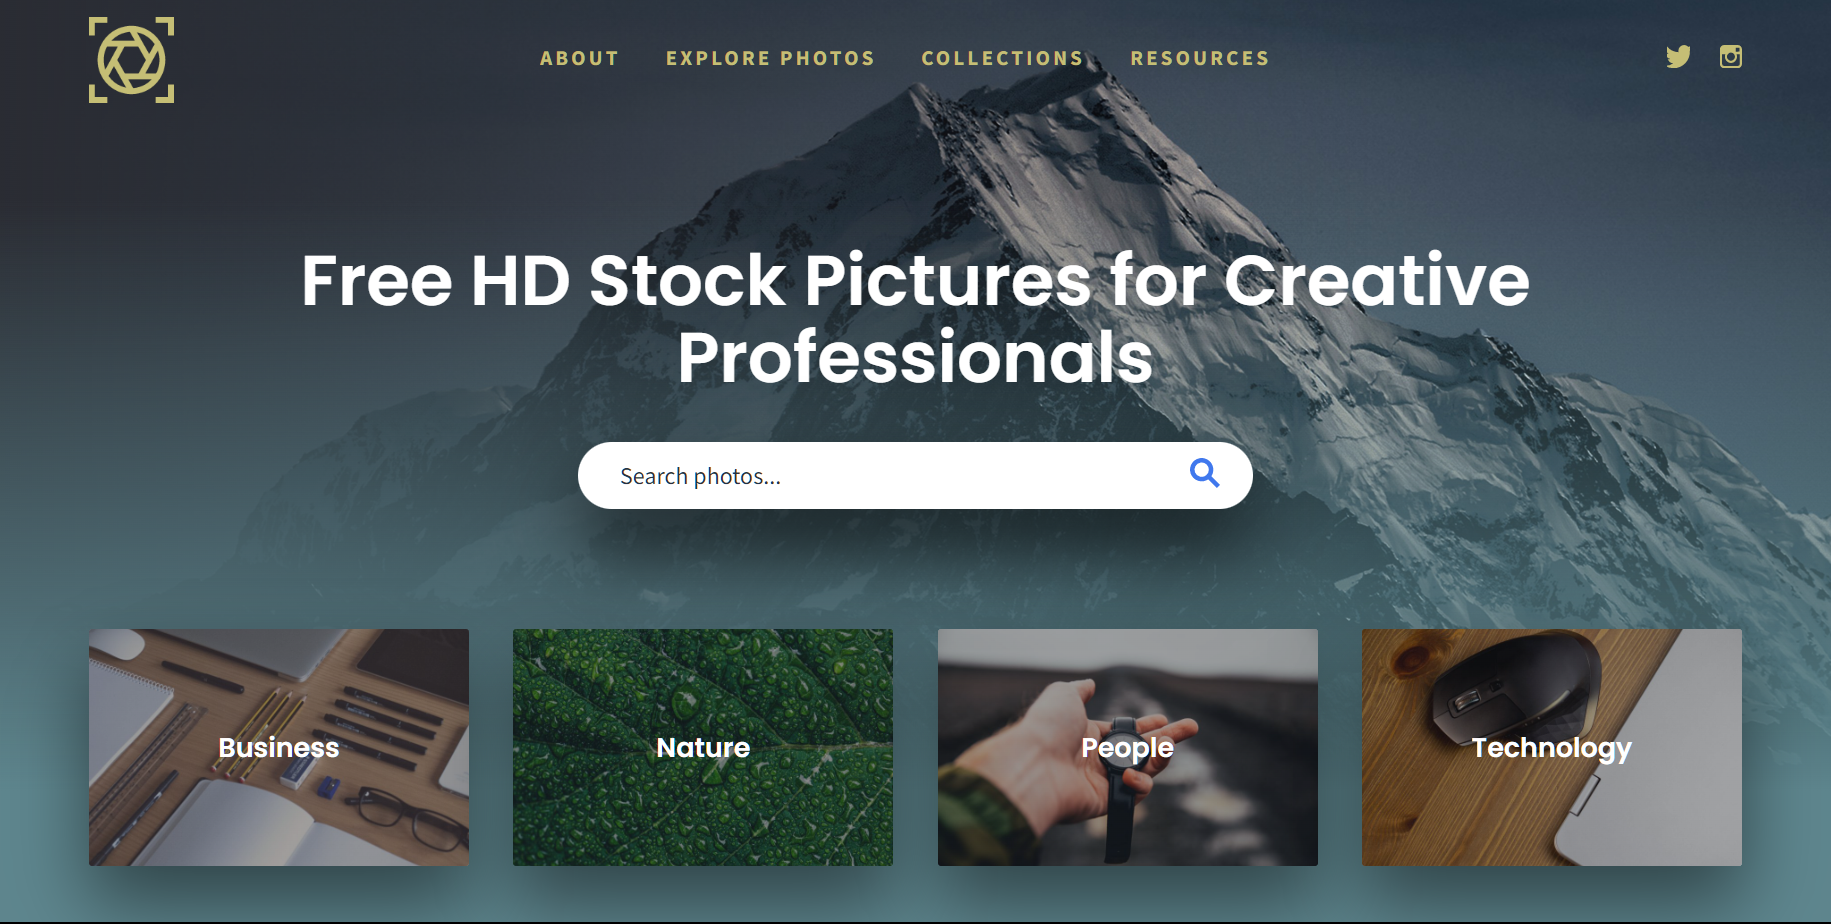 ABOUT EXPLORE PHOTOS COLLECTIONS RESOURCES
Free HD Stock Pictures for Creative
Professionals
Search photos...
Business Nature People Technology